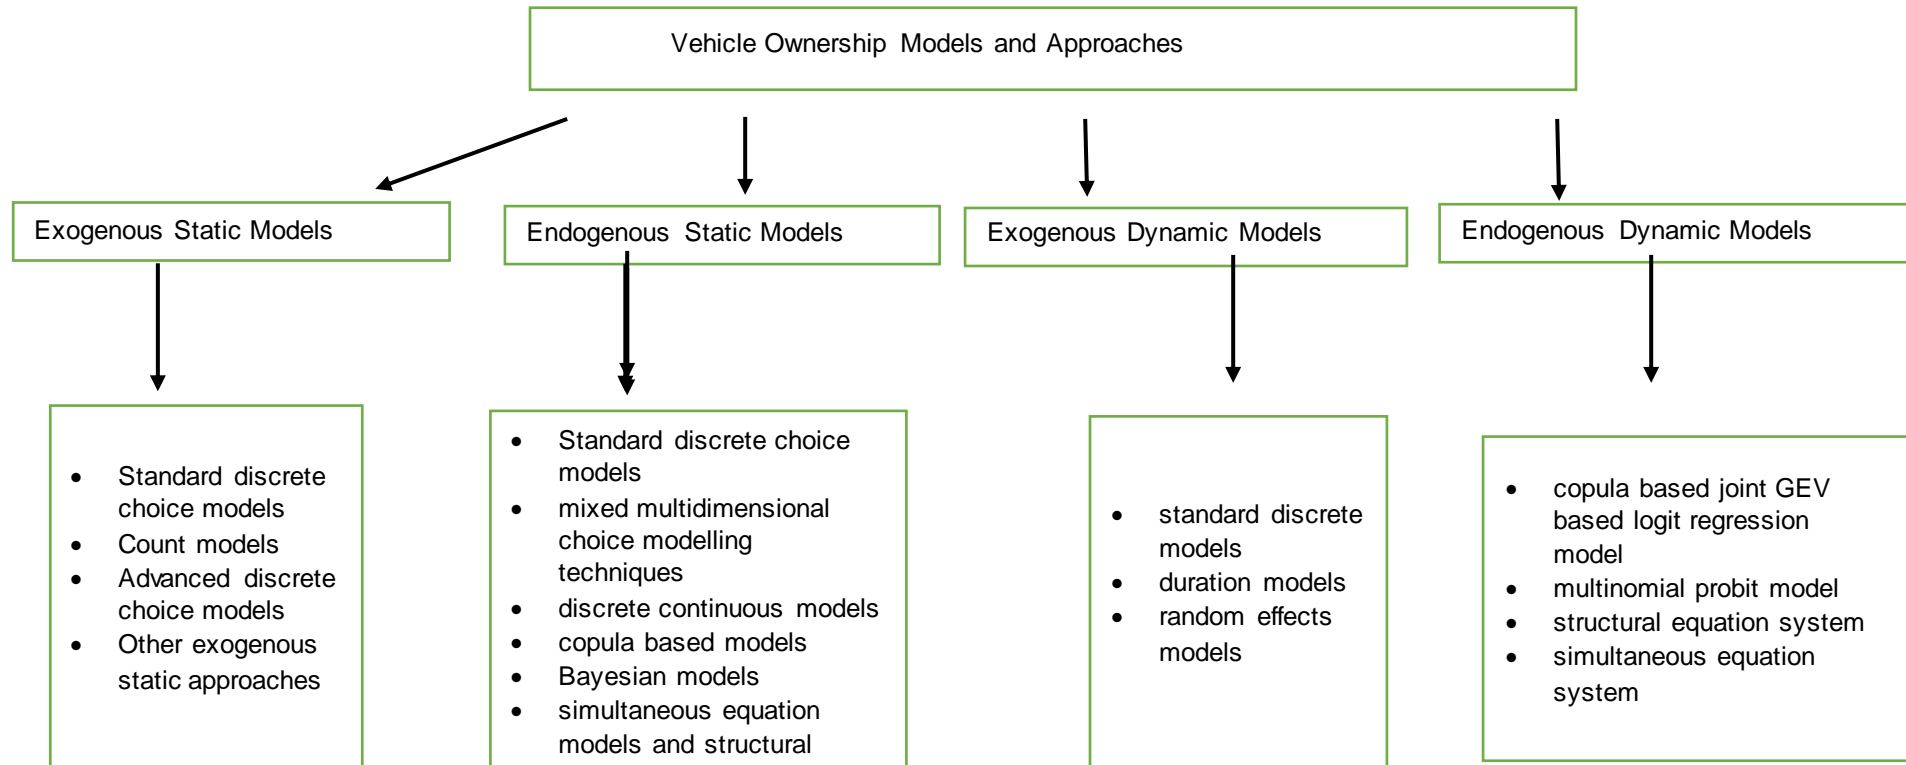 Vehicle Ownership Models and Approaches
Exogenous Static Models
Endogenous Static Models
Exogenous Dynamic Models
Endogenous Dynamic Models
• Standard discrete
choice models
• Count models
• Advanced discrete
choice models
• Other exogenous
static approaches
• Standard discrete choice
models
• mixed multidimensional
choice modelling
techniques
• discrete continuous models
• copula based models
• Bayesian models
• simultaneous equation
models and structural
• standard discrete
models
• duration models
• random effects
models
• copula based joint GEV
based logit regression
model
• multinomial probit model
• structural equation system
• simultaneous equation
system